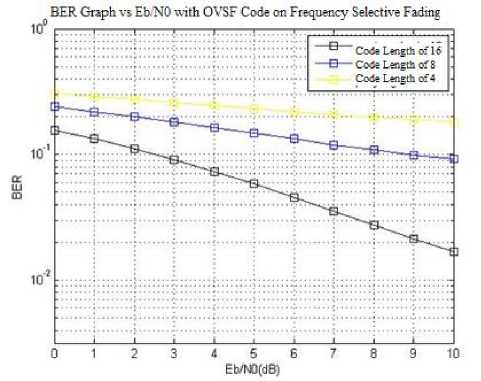 BER Graph vs Eb/N0 with OVSF Code on Frequency Selective Fading
10^0
Code Length of 16
Code Length of 8
Code Length of 4
10^-1
BER
10^-2
0 1 2 3 4 5 6 7 8 9 10
Eb/N0(dB)